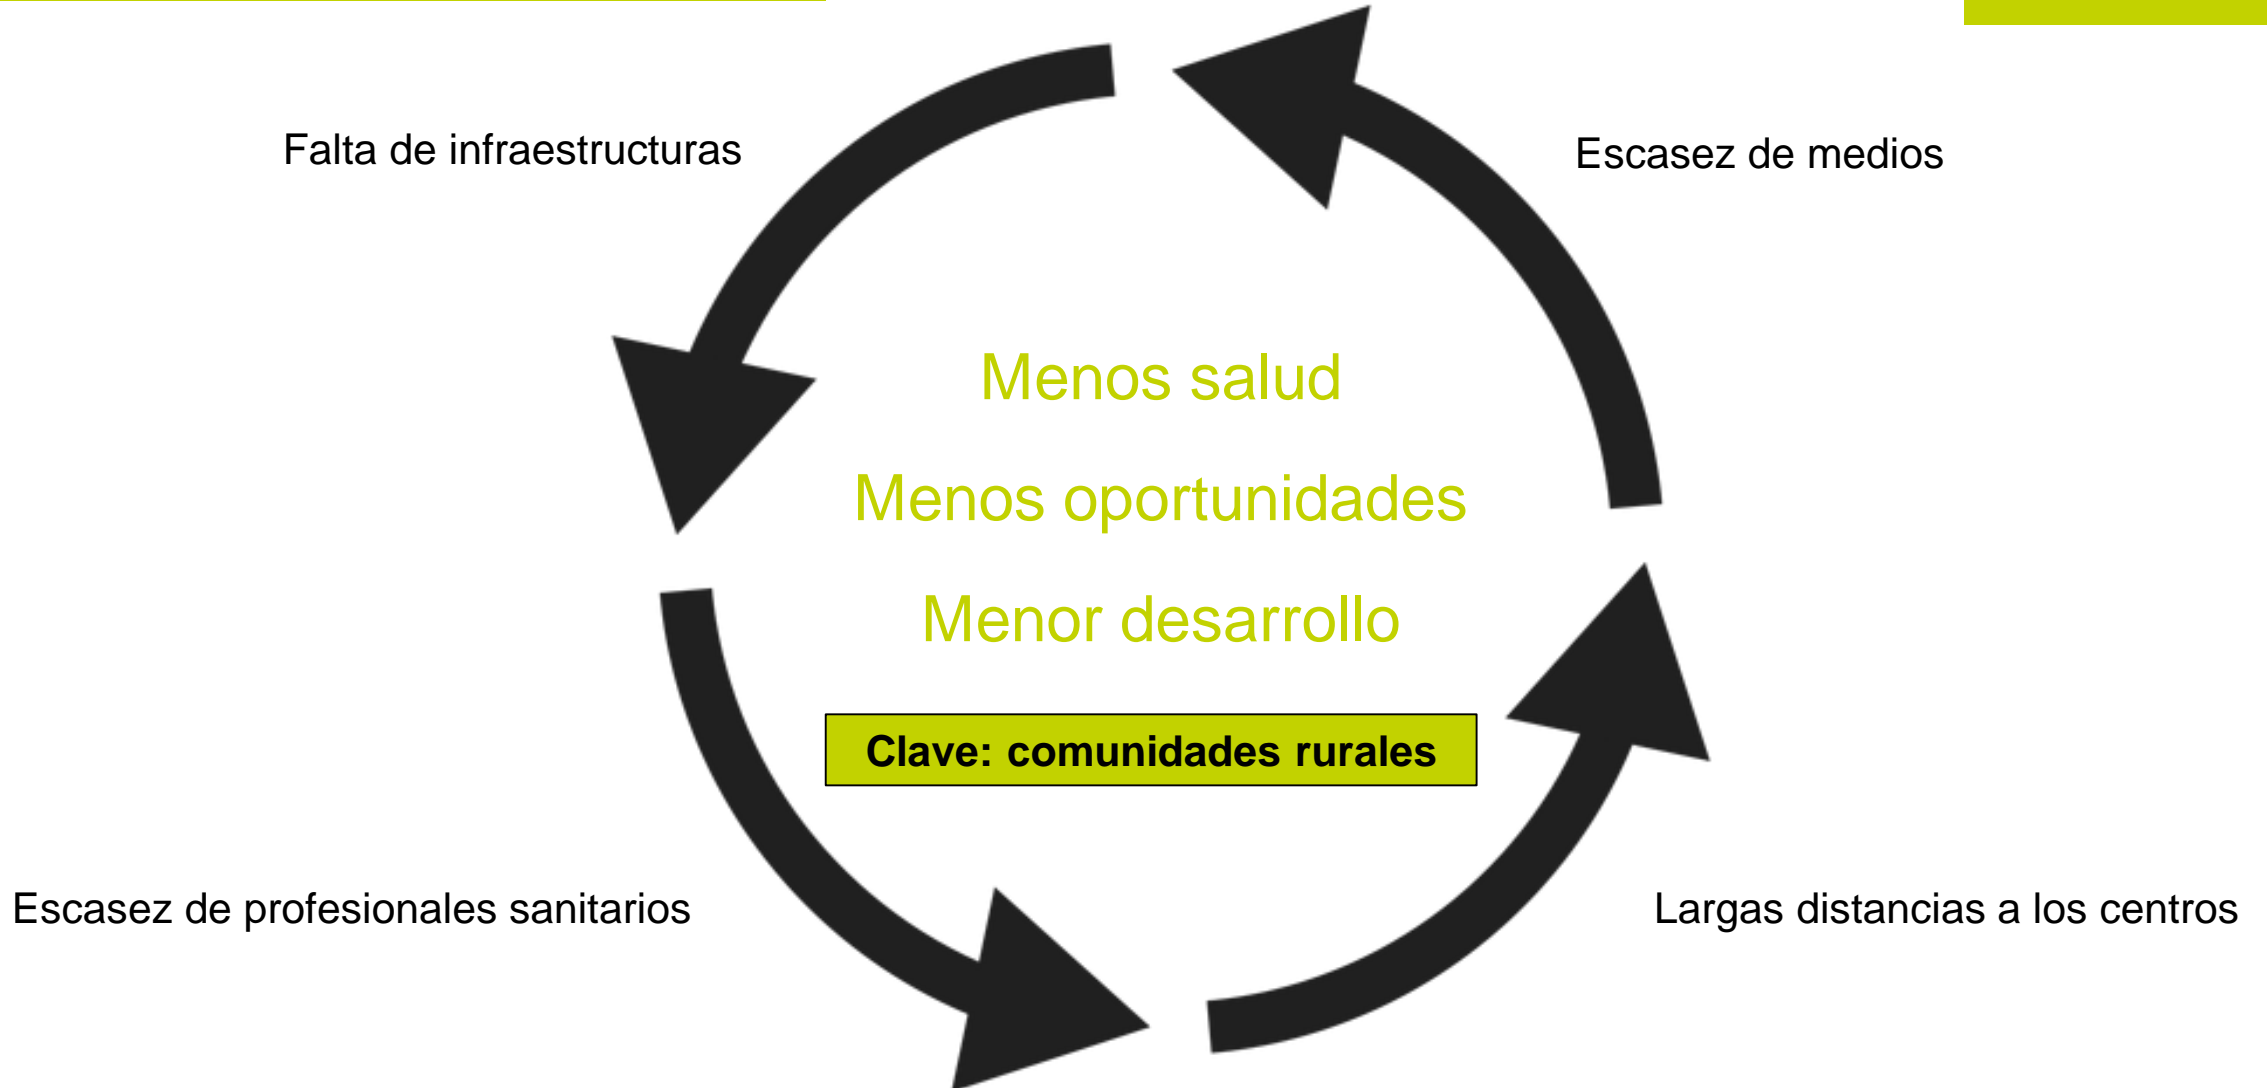 Falta de infraestructuras
Escasez de medios
Menos salud
Menos oportunidades
Menor desarrollo
Clave: comunidades rurales
Escasez de profesionales sanitarios
Largas distancias a los centros